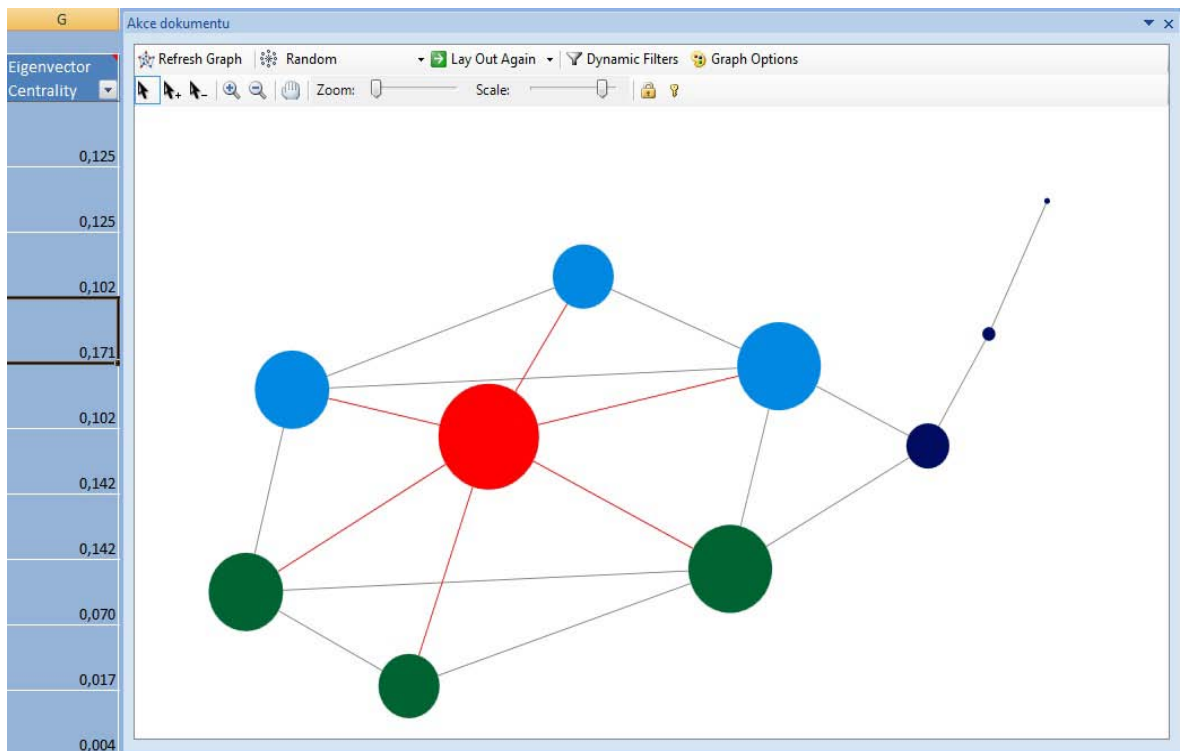 G
Akce dokumentu
Refresh Graph Random Lay Out Again Dynamic Filters Graph Options
Zoom: Scale:
Eigenvector
Centrality
0,125
0,125
0,102
0,171
0,102
0,142
0,142
0,070
0,017
0,004